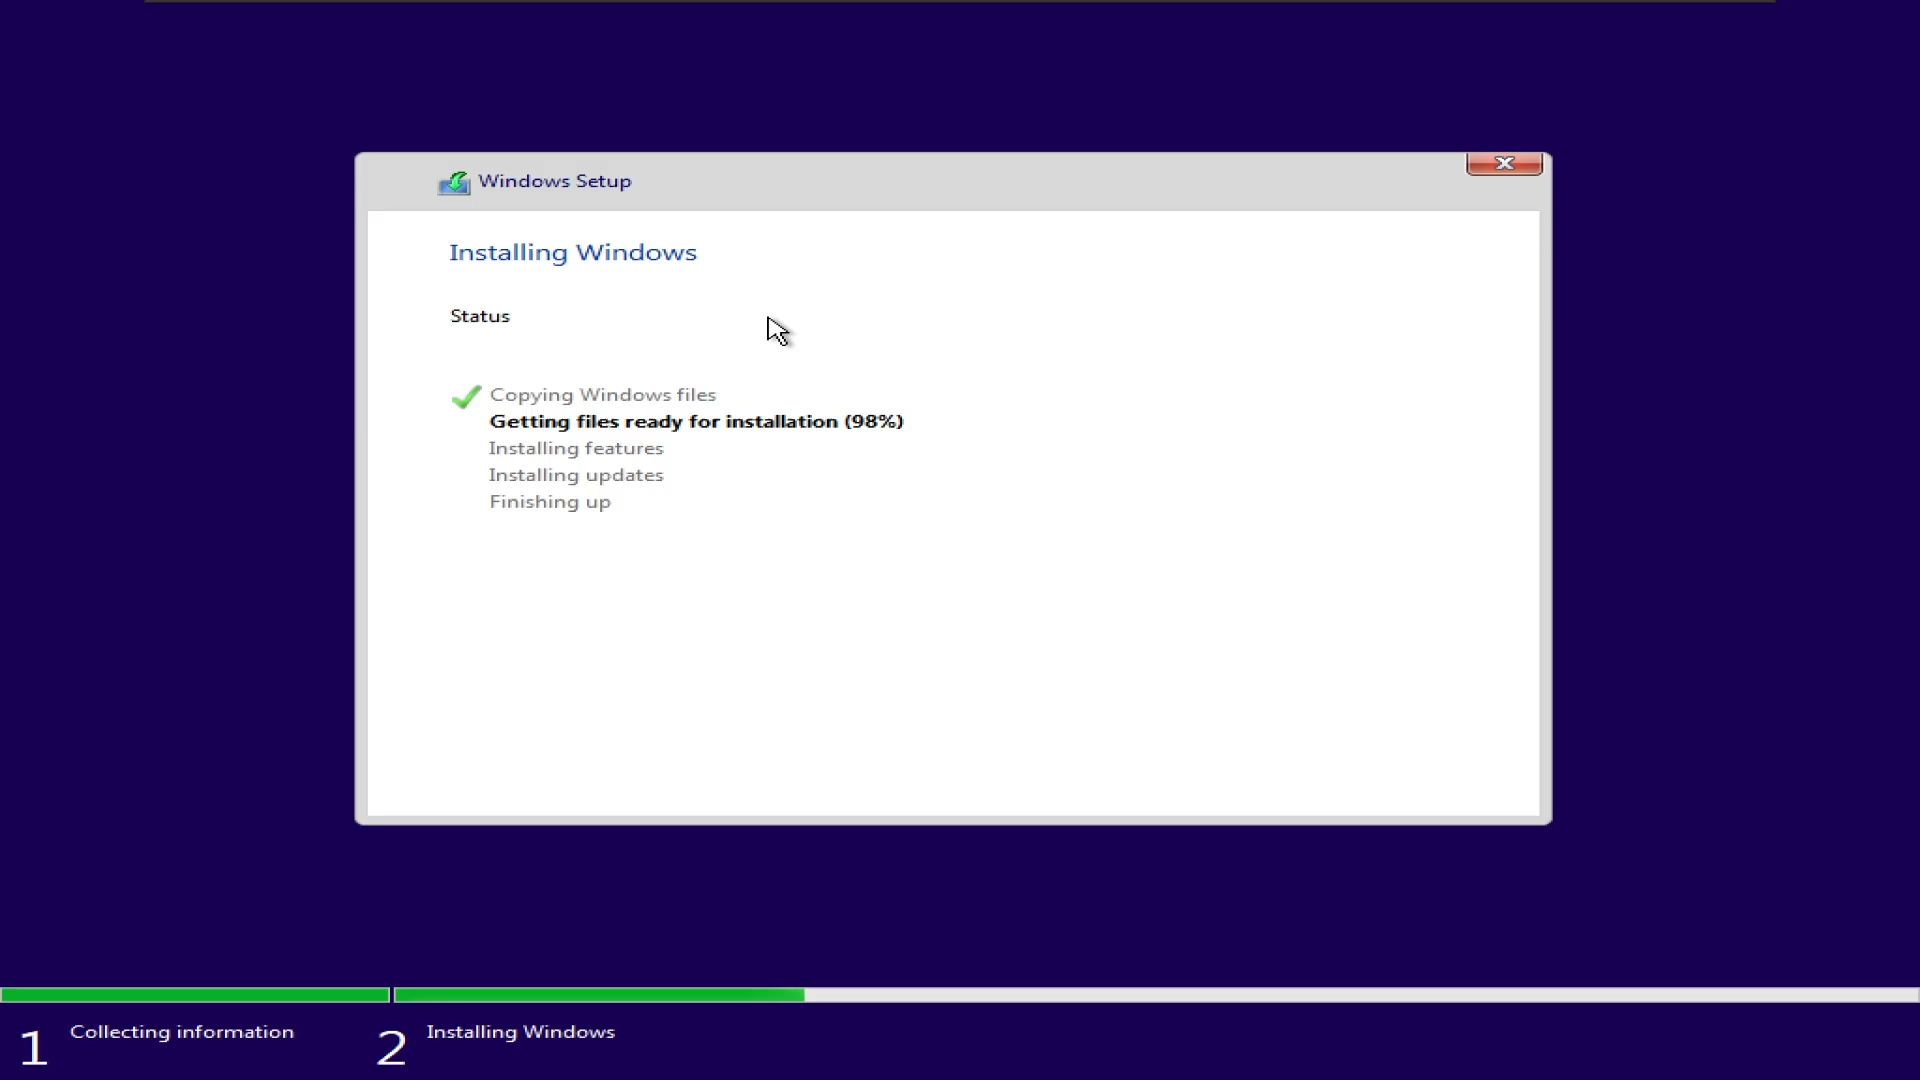 Windows Setup
Installing Windows
Status
Copying Windows files
Getting files ready for installation (98%)
Installing features
Installing updates
Finishing up
1 Collecting information
2 Installing Windows